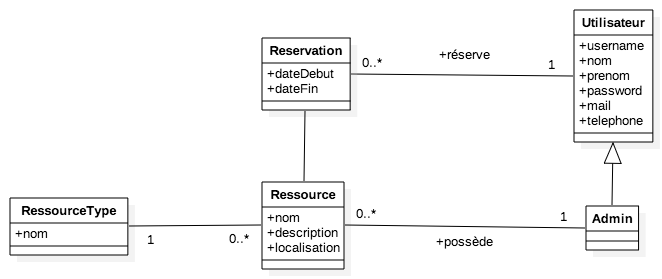 Utilisateur
+username
+nom
+prenom
+password
+mail
+telephone
Reservation
+dateDebut
+dateFin
0..*
+réserve
1
RessourceType
+nom
1
0..*
Ressource
+nom
+description
+localisation
0..*
+possède
1
Admin